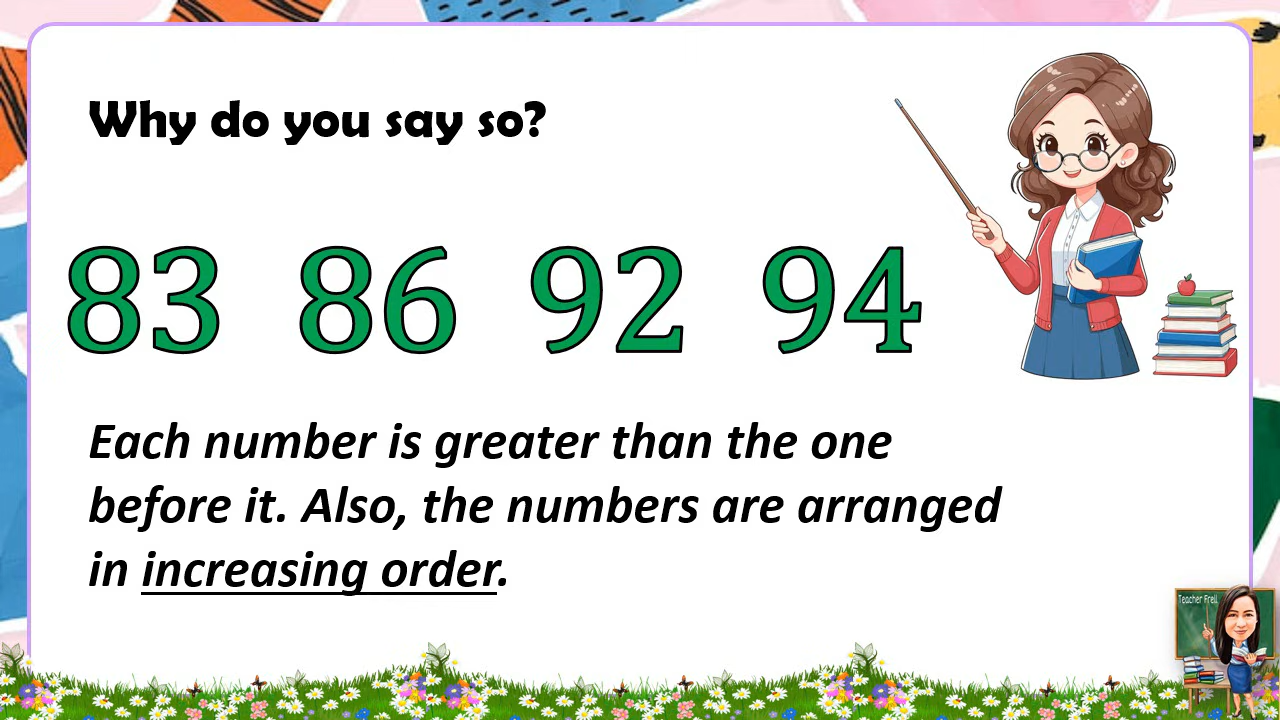 Why do you say so?
83 86 92 94
Each number is greater than the one
before it. Also, the numbers are arranged
in increasing order.
Teacher Frell